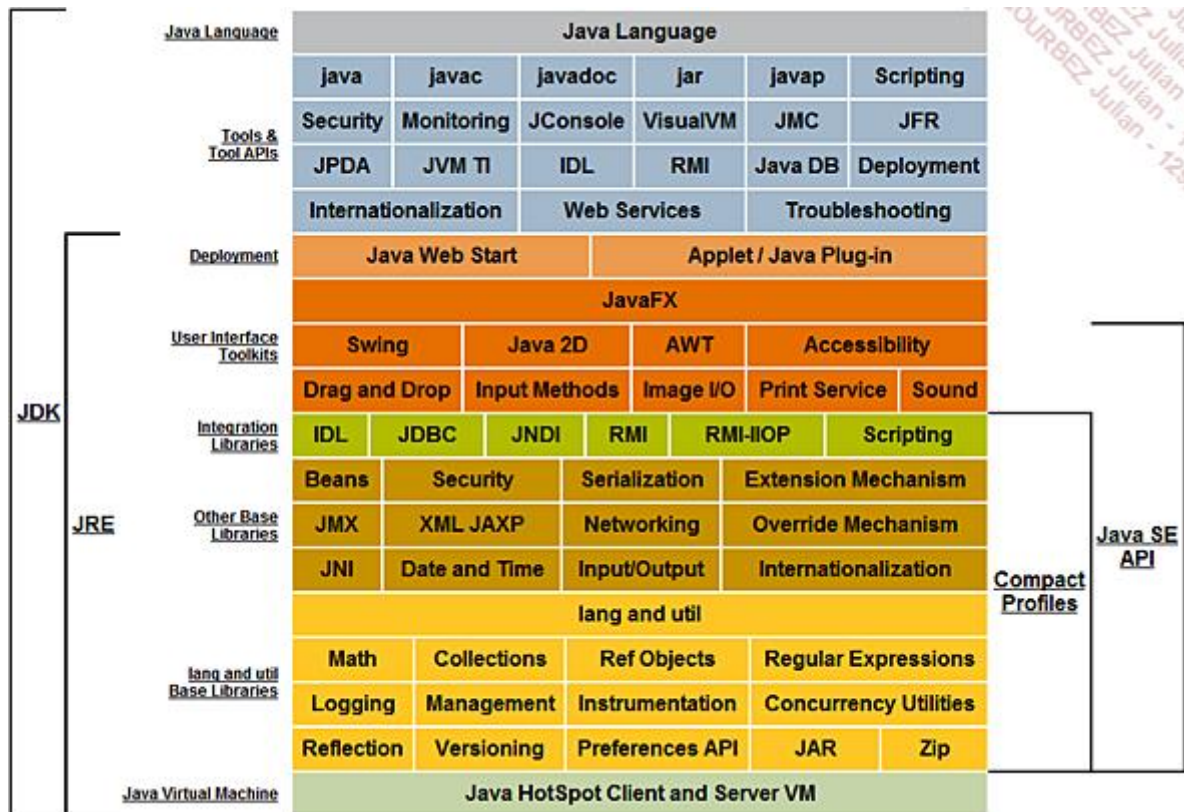 Java Language Java Language
java javac javadoc jar javap Scripting
Security Monitoring JConsole VisualVM JMC JFR
Tools &
Tool APIs
JPDA JVM TI IDL RMI Java DB Deployment
Internationalization Web Services Troubleshooting
Deployment Java Web Start Applet / Java Plug-in
JavaFX
User Interface
Toolkits
Swing Java 2D AWT Accessibility
Drag and Drop Input Methods Image I/O Print Service Sound
JDK
Integration
Libraries
IDL JDBC JNDI RMI RMI-IIOP Scripting
Beans Security Serialization Extension Mechanism
JRE
Other Base
Libraries
JMX XML JAXP Networking Override Mechanism
Java SE
API
JNI Date and Time Input/Output Internationalization
Compact
Profiles
lang and util
Math Collections Ref Objects Regular Expressions
lang and util
Base Libraries
Logging Management Instrumentation Concurrency Utilities
Reflection Versioning Preferences API JAR Zip
Java Virtual Machine Java HotSpot Client and Server VM
OURBEZ Julian - 129